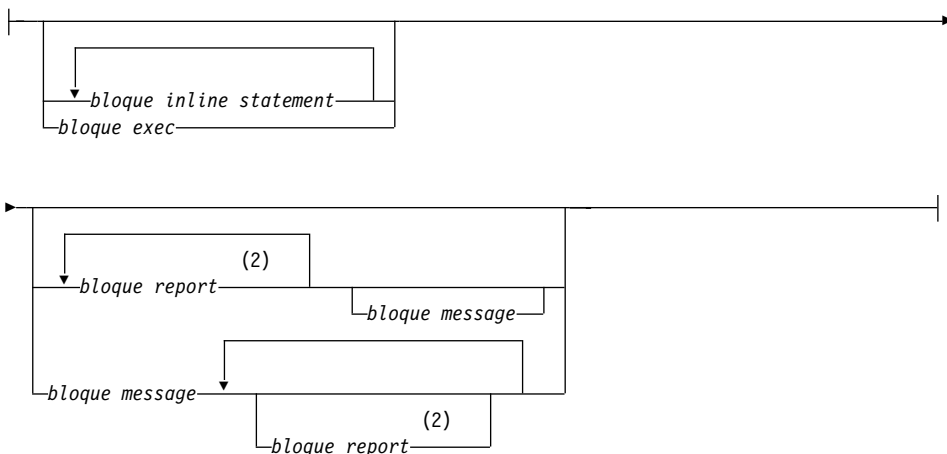 bloque inline statement
bloque exec
(2)
bloque report
bloque message
bloque message
(2)
bloque report